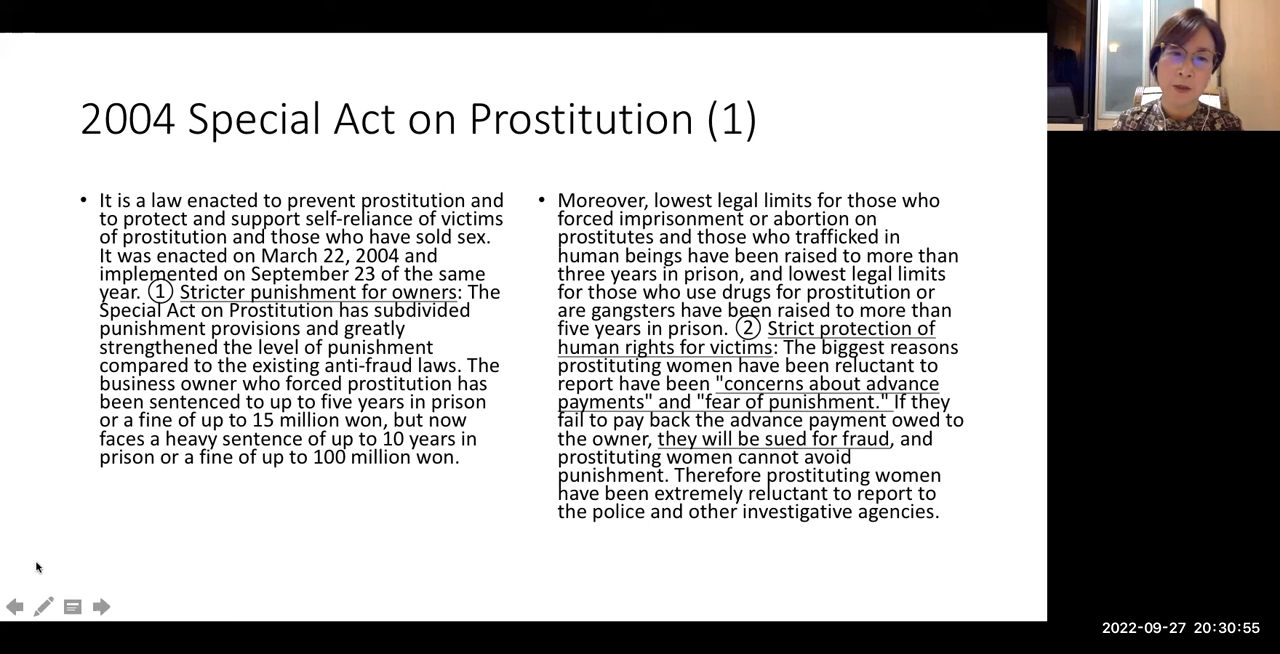 2004 Special Act on Prostitution (1)
• It is a law enacted to prevent prostitution and
to protect and support self-reliance of victims
of prostitution and those who have sold sex.
It was enacted on March 22, 2004 and
implemented on September 23 of the same
year. ① Stricter punishment for owners: The
Special Act on Prostitution has subdivided
punishment provisions and greatly
strengthened the level of punishment
compared to the existing anti-fraud laws. The
business owner who forced prostitution has
been sentenced to up to five years in prison
or a fine of up to 15 million won, but now
faces a heavy sentence of up to 10 years in
prison or a fine of up to 100 million won.
• Moreover, lowest legal limits for those who
forced imprisonment or abortion on
prostitutes and those who trafficked in
human beings have been raised to more than
three years in prison, and lowest legal limits
for those who use drugs for prostitution or
are gangsters have been raised to more than
five years in prison. ② Strict protection of
human rights for victims: The biggest reasons
prostituting women have been reluctant to
report have been "concerns about advance
payments" and "fear of punishment." If they
fail to pay back the advance payment owed to
the owner, they will be sued for fraud, and
prostituting women cannot avoid
punishment. Therefore prostituting women
have been extremely reluctant to report to
the police and other investigative agencies.
2022-09-27 20:30:55